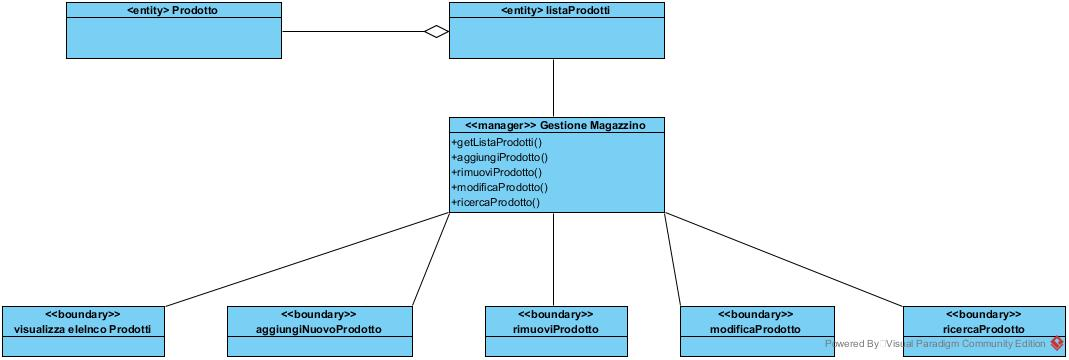 <entity> Prodotto
<entity> listaProdotti
<<manager>> Gestione Magazzino
+getListaProdotti()
+aggiungiProdotto()
+rimuoviProdotto()
+modificaProdotto()
+ricercaProdotto()
<<boundary>>
visualizza elelnco Prodotti
<<boundary>>
aggiungiNuovoProdotto
<<boundary>>
rimuoviProdotto
<<boundary>>
modificaProdotto
<<boundary>>
ricercaProdotto
Powered By Visual Paradigm Community Edition